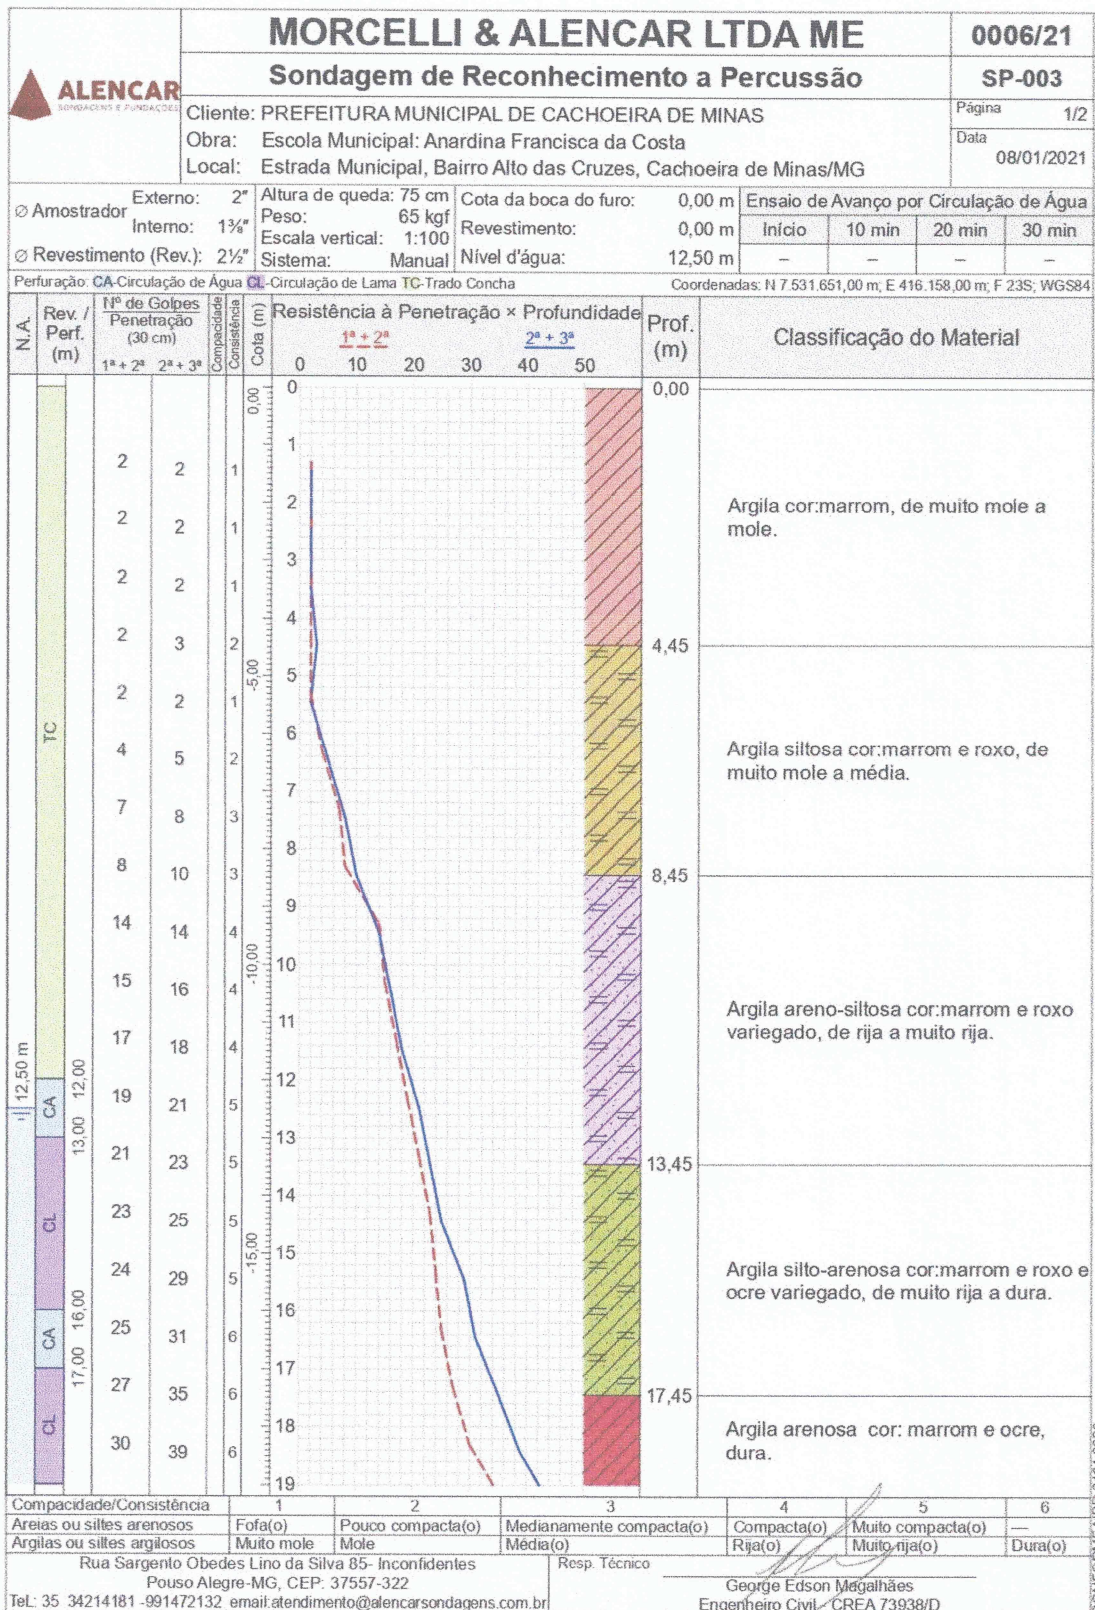 MORCELLI & ALENCAR LTDA ME
0006/21
Sondagem de Reconhecimento a Percussão
SP-003
ALENCAR
SONDAGENS E FUNDAÇÕES
Cliente: PREFEITURA MUNICIPAL DE CACHOEIRA DE MINAS
Obra: Escola Municipal: Anardina Francisca da Costa
Local: Estrada Municipal, Bairro Alto das Cruzes, Cachoeira de Minas/MG
Página 1/2
Data 08/01/2021
Ø Amostrador
Externo: 2"
Interno: 1⅜"
Ø Revestimento (Rev.): 2½"
Altura de queda: 75 cm
Peso: 65 kgf
Escala vertical: 1:100
Sistema: Manual
Cota da boca do furo: 0,00 m
Revestimento: 0,00 m
Nível d'água: 12,50 m
Ensaio de Avanço por Circulação de Água
Início 10 min 20 min 30 min
– – – –
Perfuração: CA-Circulação de Água CL-Circulação de Lama TC-Trado Concha
Coordenadas: N 7.531.651,00 m; E 416.158,00 m; F 23S; WGS84
N.A.
Rev. / Perf. (m)
Nº de Golpes
Penetração
(30 cm)
1ª + 2ª 2ª + 3ª
Compacidade
Consistência
Cota (m)
Resistência à Penetração × Profundidade
1ª + 2ª 2ª + 3ª
0 10 20 30 40 50
Prof. (m)
Classificação do Material
0
0,00
0,00
1
2 2 1
2
2 2 1
Argila cor:marrom, de muito mole a
mole.
3
2 2 1
4
2 3 2
4,45
-5,00
5
2 2 1
6
TC
4 5 2
Argila siltosa cor:marrom e roxo, de
muito mole a média.
7
7 8 3
8
8 10 3
8,45
9
14 14 4
-10,00
10
15 16 4
Argila areno-siltosa cor:marrom e roxo
variegado, de rija a muito rija.
11
17 18 4
12
12,00
12,50 m
CA
19 21 5
13
13,00
21 23 5
13,45
14
CL
23 25 5
-15,00
15
24 29 5
Argila silto-arenosa cor:marrom e roxo e
ocre variegado, de muito rija a dura.
16
16,00
CA
25 31 6
17
17,00
27 35 6
17,45
18
CL
30 39 6
Argila arenosa cor: marrom e ocre,
dura.
19
Compacidade/Consistência 1 2 3 4 5 6
Areias ou siltes arenosos Fofa(o) Pouco compacta(o) Medianamente compacta(o) Compacta(o) Muito compacta(o) —
Argilas ou siltes argilosos Muito mole Mole Média(o) Rija(o) Muito rija(o) Dura(o)
Rua Sargento Obedes Lino da Silva 85- Inconfidentes
Pouso Alegre-MG, CEP: 37557-322
TeL: 35 34214181 -991472132 email:atendimento@alencarsondagens.com.br
Resp. Técnico
George Edson Magalhães
Engenheiro Civil CREA 73938/D